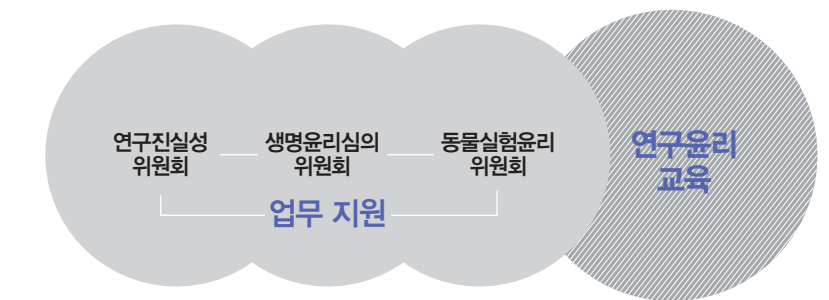 연구진실성
위원회
생명윤리심의
위원회
동물실험윤리
위원회
업무 지원
연구윤리
교육